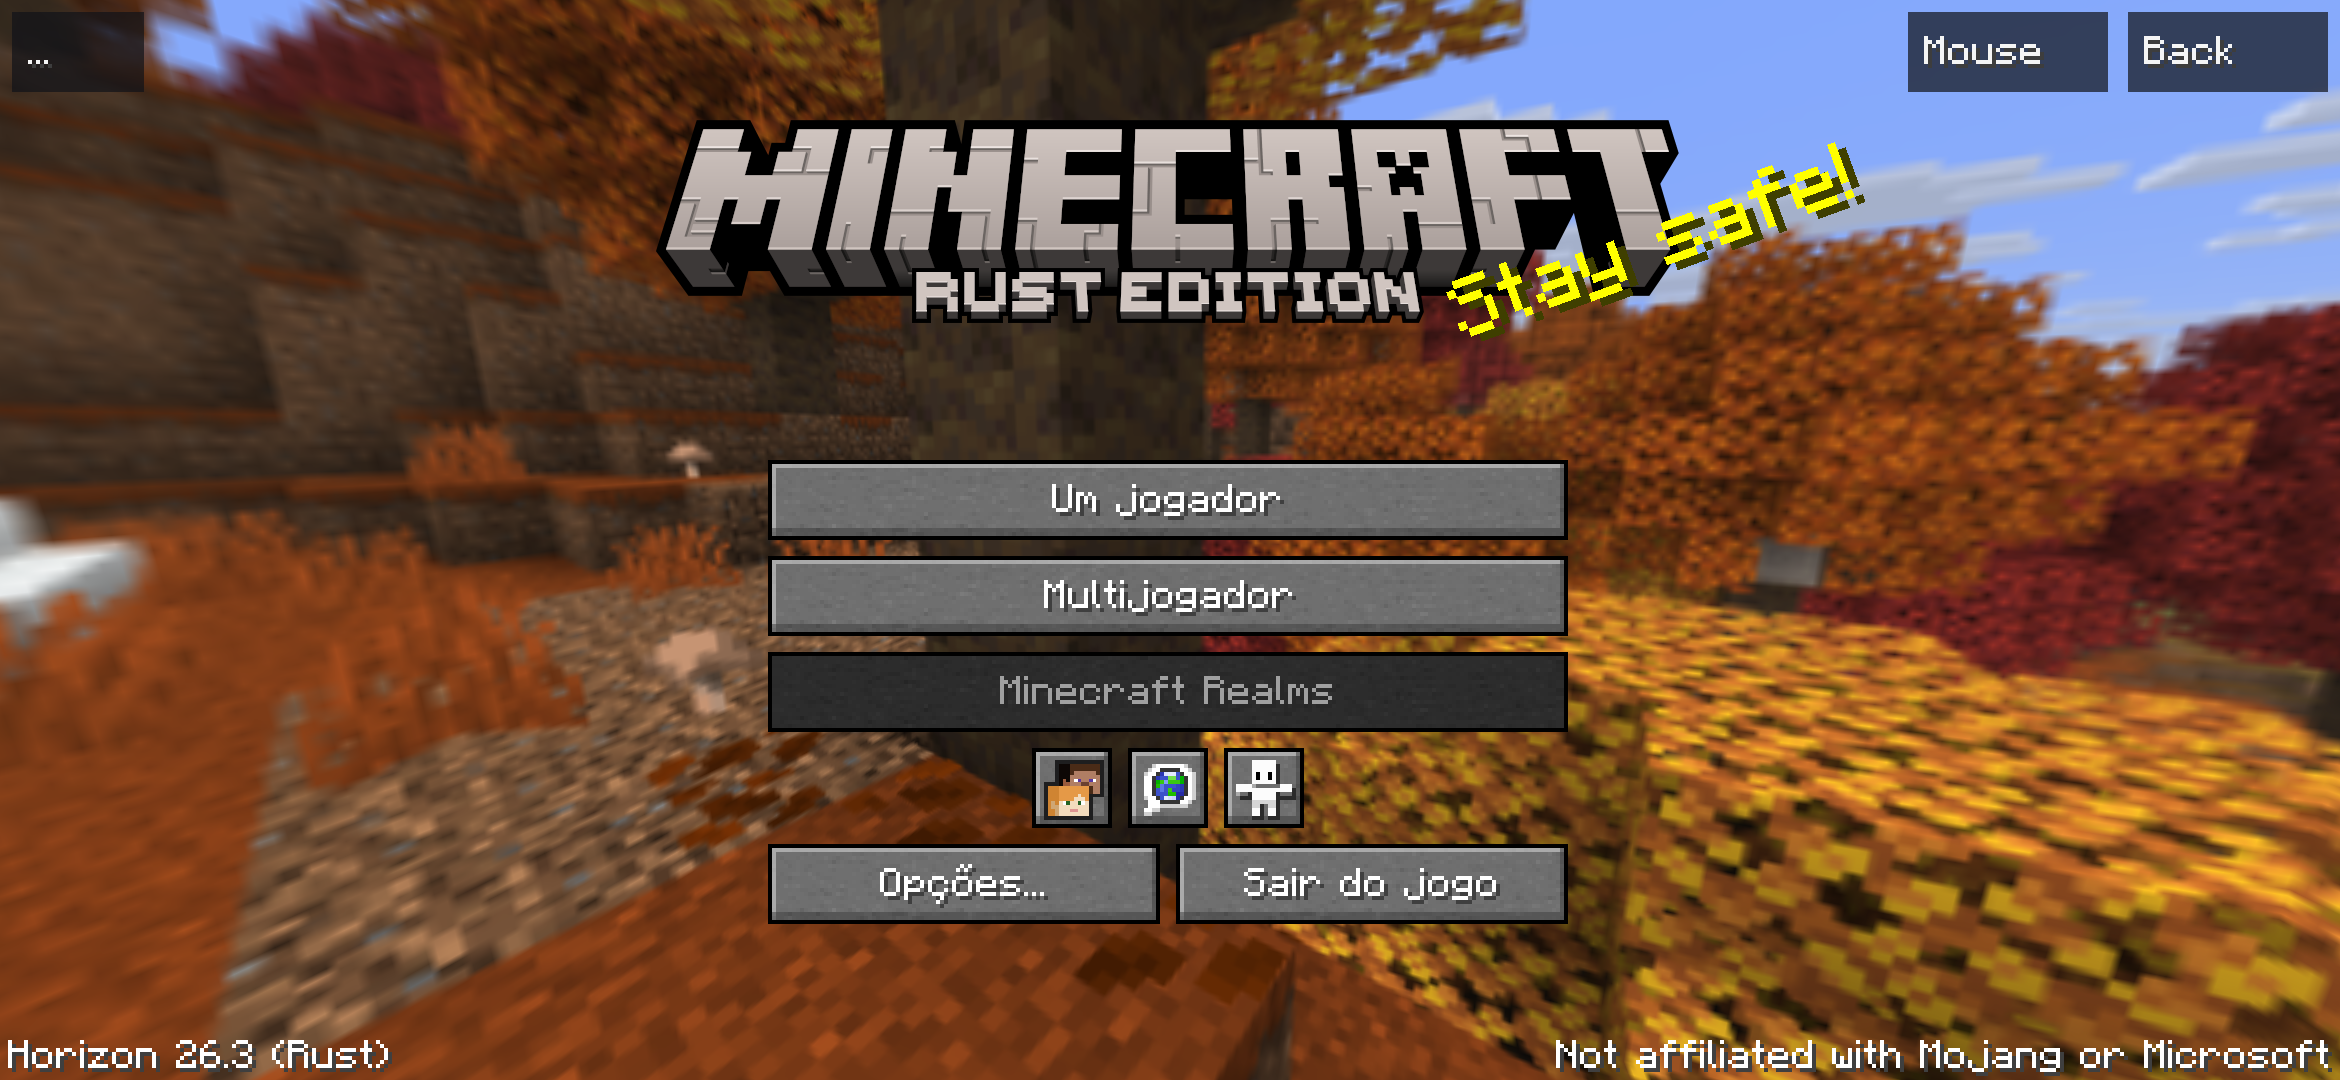 ...
Mouse
Back
MINECRAFT
RUST EDITION
Stay safe!
Um jogador
Multijogador
Minecraft Realms
Opções...
Sair do jogo
Horizon 26.3 (Rust)
Not affiliated with Mojang or Microsoft